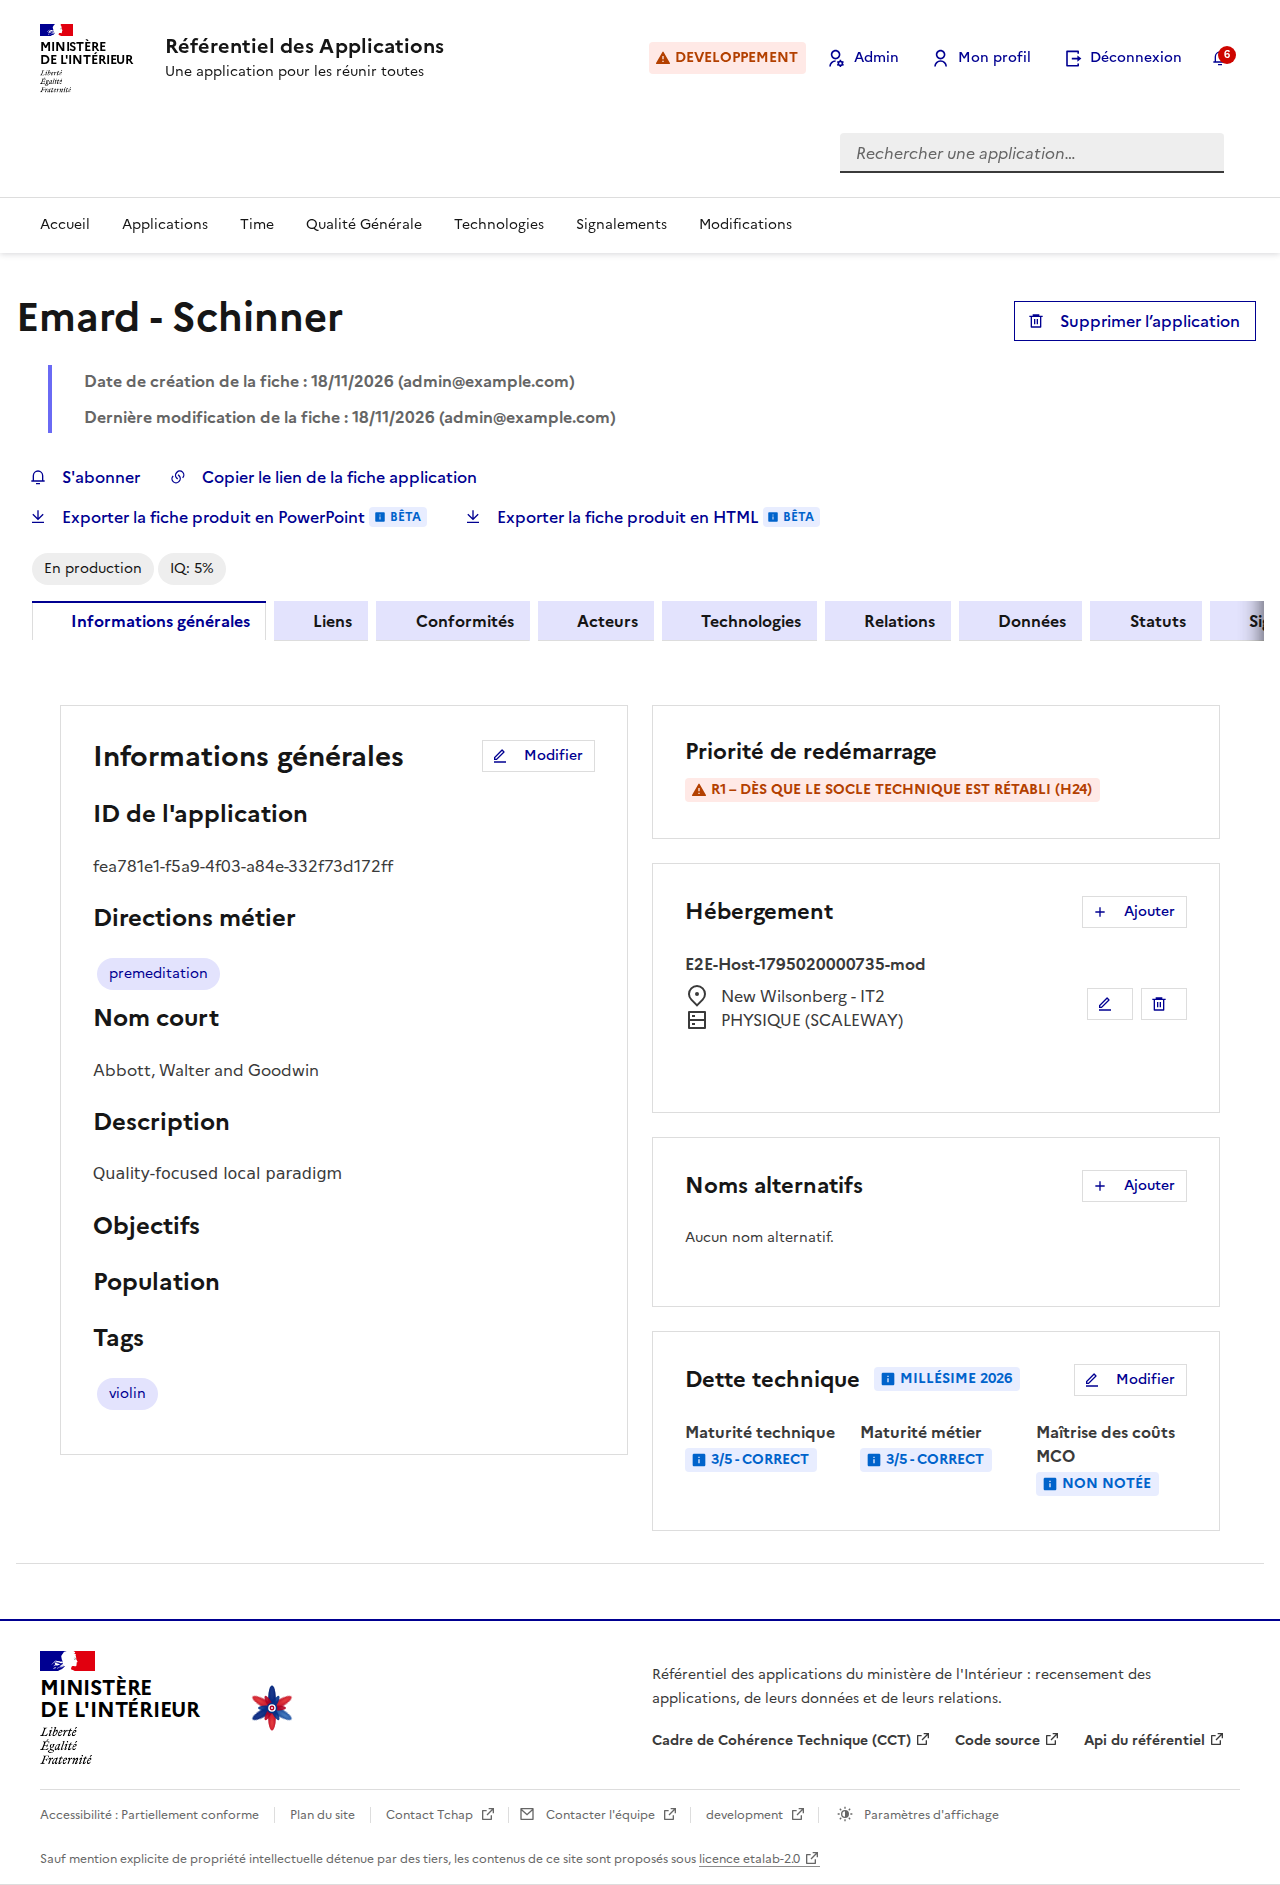 MINISTÈRE
DE L'INTÉRIEUR
Liberté
Égalité
Fraternité
Référentiel des Applications
Une application pour les réunir toutes
DEVELOPPEMENT
Admin
Mon profil
Déconnexion
6
Rechercher une application…
Accueil
Applications
Time
Qualité Générale
Technologies
Signalements
Modifications
Emard - Schinner
Supprimer l’application
Date de création de la fiche : 18/11/2026 (admin@example.com)
Dernière modification de la fiche : 18/11/2026 (admin@example.com)
S'abonner
Copier le lien de la fiche application
Exporter la fiche produit en PowerPoint BÊTA
Exporter la fiche produit en HTML BÊTA
En production
IQ: 5%
Informations générales
Liens
Conformités
Acteurs
Technologies
Relations
Données
Statuts
Informations générales
Modifier
ID de l'application
fea781e1-f5a9-4f03-a84e-332f73d172ff
Directions métier
premeditation
Nom court
Abbott, Walter and Goodwin
Description
Quality-focused local paradigm
Objectifs
Population
Tags
violin
Priorité de redémarrage
R1 – DÈS QUE LE SOCLE TECHNIQUE EST RÉTABLI (H24)
Hébergement
Ajouter
E2E-Host-1795020000735-mod
New Wilsonberg - IT2
PHYSIQUE (SCALEWAY)
Noms alternatifs
Ajouter
Aucun nom alternatif.
Dette technique
MILLÉSIME 2026
Modifier
Maturité technique
3/5 - CORRECT
Maturité métier
3/5 - CORRECT
Maîtrise des coûts
MCO
NON NOTÉE
MINISTÈRE
DE L'INTÉRIEUR
Liberté
Égalité
Fraternité
Référentiel des applications du ministère de l'Intérieur : recensement des
applications, de leurs données et de leurs relations.
Cadre de Cohérence Technique (CCT)
Code source
Api du référentiel
Accessibilité : Partiellement conforme
Plan du site
Contact Tchap
Contacter l'équipe
development
Paramètres d'affichage
Sauf mention explicite de propriété intellectuelle détenue par des tiers, les contenus de ce site sont proposés sous licence etalab-2.0